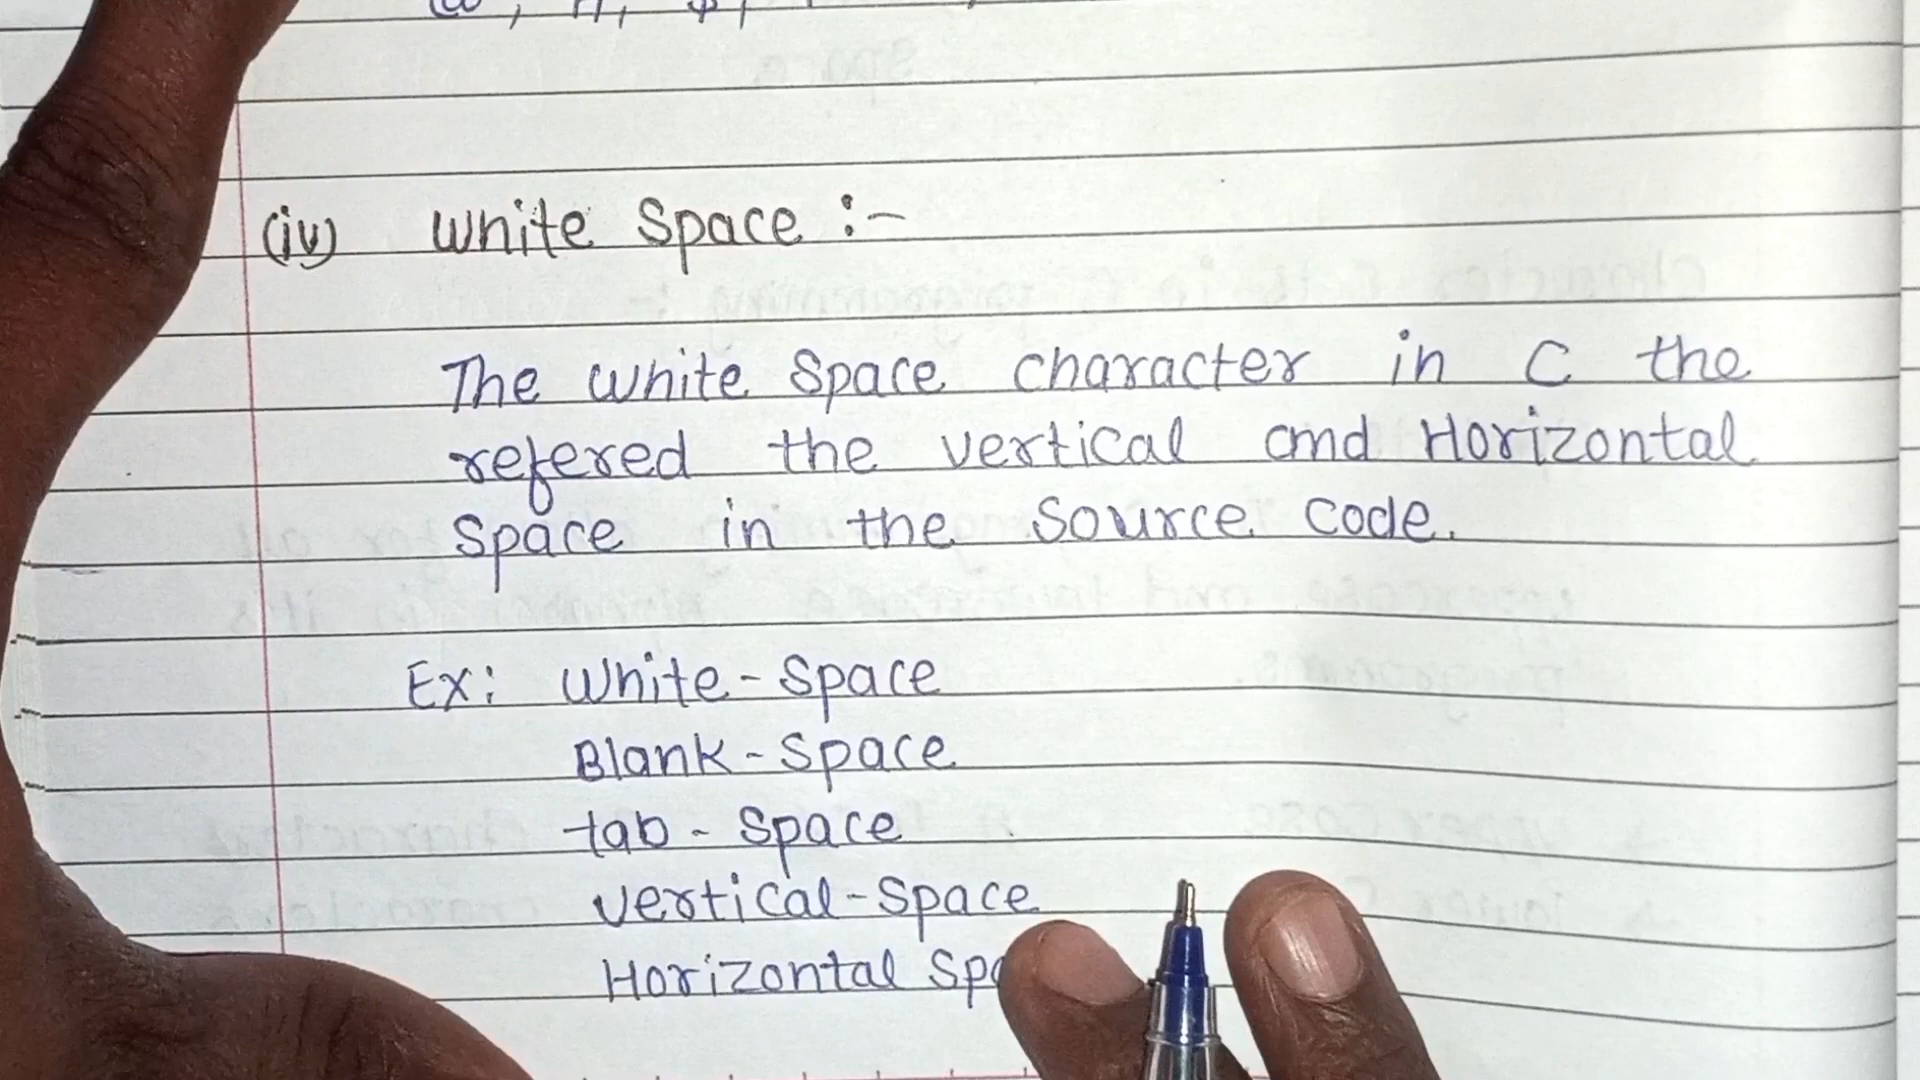 (iv) White Space :-
The White Space character in C the
refered the vertical and Horizontal
Space in the Source Code.
Ex: White-Space
Blank-Space
tab-Space
Vertical-Space
Horizontal